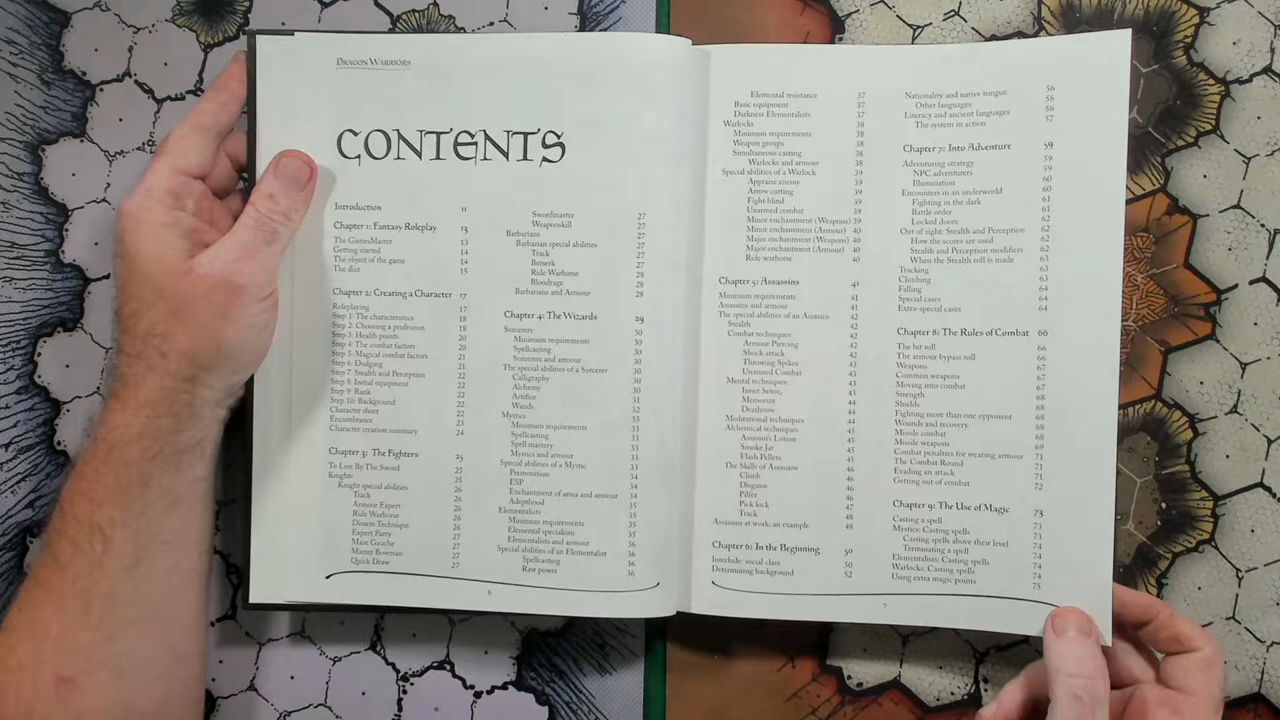 DRAGON WARRIORS
CONTENTS
Introduction 11
Chapter 1: Fantasy Roleplay 13
The GamesMaster 13
Getting started 14
The object of the game 14
The dice 15
Chapter 2: Creating a Character 17
Roleplaying 17
Step 1: The characteristics 18
Step 2: Choosing a profession 18
Step 3: Health points 20
Step 4: The combat factors 20
Step 5: Magical combat factors 21
Step 6: Dodging 21
Step 7: Stealth and Perception 22
Step 8: Initial equipment 22
Step 9: Rank 22
Step 10: Background 22
Character sheet 22
Encumbrance 23
Character creation summary 24
Chapter 3: The Fighters 25
To Live By The Sword 25
Knights 25
Knight special abilities 26
Track 26
Armour Expert 26
Ride Warhorse 26
Disarm Technique 26
Expert Parry 27
Main Gauche 27
Master Bowman 27
Quick Draw 27
Swordmaster 27
Weaponskill 27
Barbarians 27
Barbarian special abilities 27
Track 27
Berserk 27
Ride Warhorse 28
Bloodrage 28
Barbarians and Armour 28
Chapter 4: The Wizards 29
Sorcerers 30
Minimum requirements 30
Spellcasting 30
Sorcerers and armour 30
The special abilities of a Sorcerer 30
Calligraphy 30
Alchemy 30
Artifice 31
Wands 32
Mystics 33
Minimum requirements 33
Spellcasting 33
Spell mastery 33
Mystics and armour 33
Special abilities of a Mystic 33
Premonition 34
ESP 34
Enchantment of arms and armour 34
Adepthood 35
Elementalists 35
Minimum requirements 35
Elemental specialism 35
Elementalists and armour 36
Special abilities of an Elementalist 36
Spellcasting 36
Raw power 36
6
Elemental resistance 37
Basic equipment 37
Darkness Elementalists 37
Warlocks 38
Minimum requirements 38
Weapon groups 38
Simultaneous casting 38
Warlocks and armour 38
Special abilities of a Warlock 39
Appraise enemy 39
Arrow cutting 39
Fight blind 39
Unarmed combat 39
Minor enchantment (Weapons) 39
Minor enchantment (Armour) 40
Major enchantment (Weapons) 40
Major enchantment (Armour) 40
Ride warhorse 40
Chapter 5: Assassins 41
Minimum requirements 41
Assassins and armour 41
The special abilities of an Assassin 42
Stealth 42
Combat techniques: 42
Armour Piercing 42
Shock attack 42
Throwing Spikes 43
Unarmed Combat 43
Mental techniques: 43
Inner Sense, 43
Memorize 44
Deathvow 44
Meditational techniques 44
Alchemical techniques 45
Assassin's Lotion 45
Smoke Jar 45
Flash Pellets 45
The Skills of Assassins 46
Climb 46
Disguise 46
Pilfer 46
Pick lock 47
Track 48
Assassins at work: an example 48
Chapter 6: In the Beginning 50
Interlude: social class 50
Determining background 52
Nationality and native tongue 56
Other languages 56
Literacy and ancient languages 56
The system in action 57
Chapter 7: Into Adventure 59
Adventuring strategy 59
NPC adventurers 59
Illumination 60
Encounters in an underworld 60
Fighting in the dark 61
Battle order 61
Locked doors 62
Out of sight: Stealth and Perception 62
How the scores are used 62
Stealth and Perception modifiers 62
When the Stealth roll is made 63
Tracking 63
Climbing 63
Falling 64
Special cases 64
Extra-special cases 64
Chapter 8: The Rules of Combat 66
The hit roll 66
The armour bypass roll 66
Weapons 67
Common weapons 67
Moving into combat 67
Strength 68
Shields 68
Fighting more than one opponent 68
Wounds and recovery 68
Missile combat 68
Missile weapons 69
Combat penalties for wearing armour 71
The Combat Round 71
Evading an attack 71
Getting out of combat 72
Chapter 9: The Use of Magic 73
Casting a spell 73
Mystics: Casting spells 73
Casting spells above their level 74
Terminating a spell 74
Elementalists: Casting spells 74
Warlocks: Casting spells 74
Using extra magic points 75
7